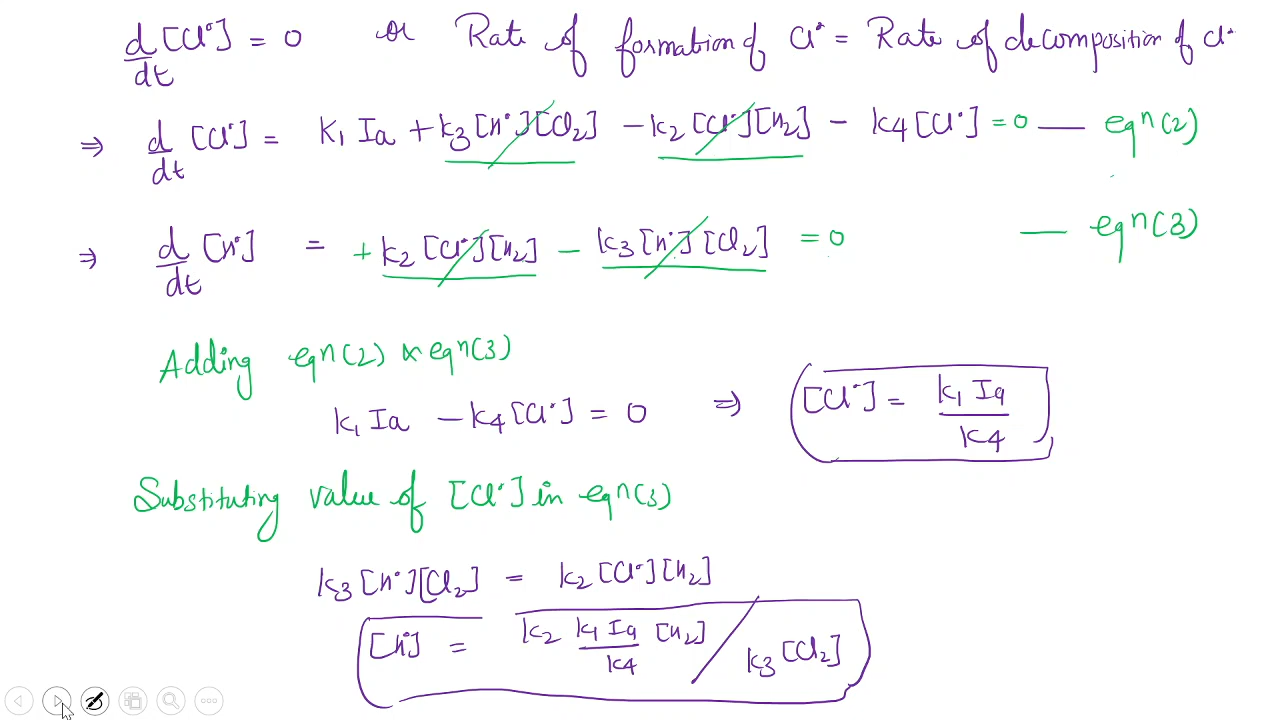 d/dt [Cl•] = 0 or Rate of formation of Cl• = Rate of decomposition of Cl•
⇒ d/dt [Cl•] = K₁ Ia + k₃ [H•][Cl₂] − k₂ [Cl•][H₂] − k₄ [Cl•] = 0 — eqⁿ(2)
⇒ d/dt [H•] = + k₂ [Cl•][H₂] − k₃ [H•][Cl₂] = 0 — eqⁿ(3)
Adding eqⁿ(2) & eqⁿ(3)
k₁ Ia − k₄ [Cl•] = 0 ⇒ [Cl•] = k₁ Ia / k₄
Substituting value of [Cl•] in eqⁿ(3)
k₃ [H•][Cl₂] = k₂ [Cl•][H₂]
[H•] = k₂ k₁ Ia / k₄ [H₂] / k₃ [Cl₂]